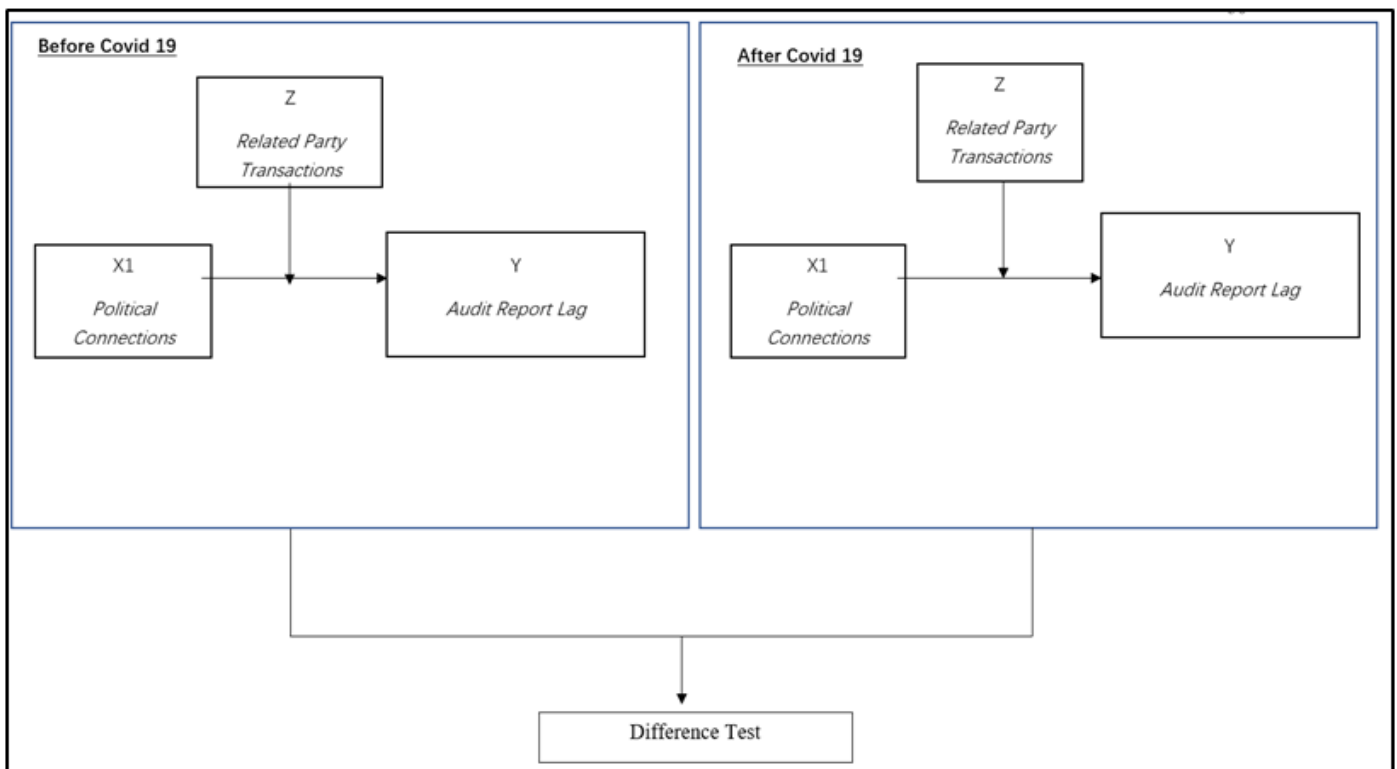 Before Covid 19
Z
Related Party
Transactions
X1
Political
Connections
Y
Audit Report Lag
After Covid 19
Z
Related Party
Transactions
X1
Political
Connections
Y
Audit Report Lag
Difference Test